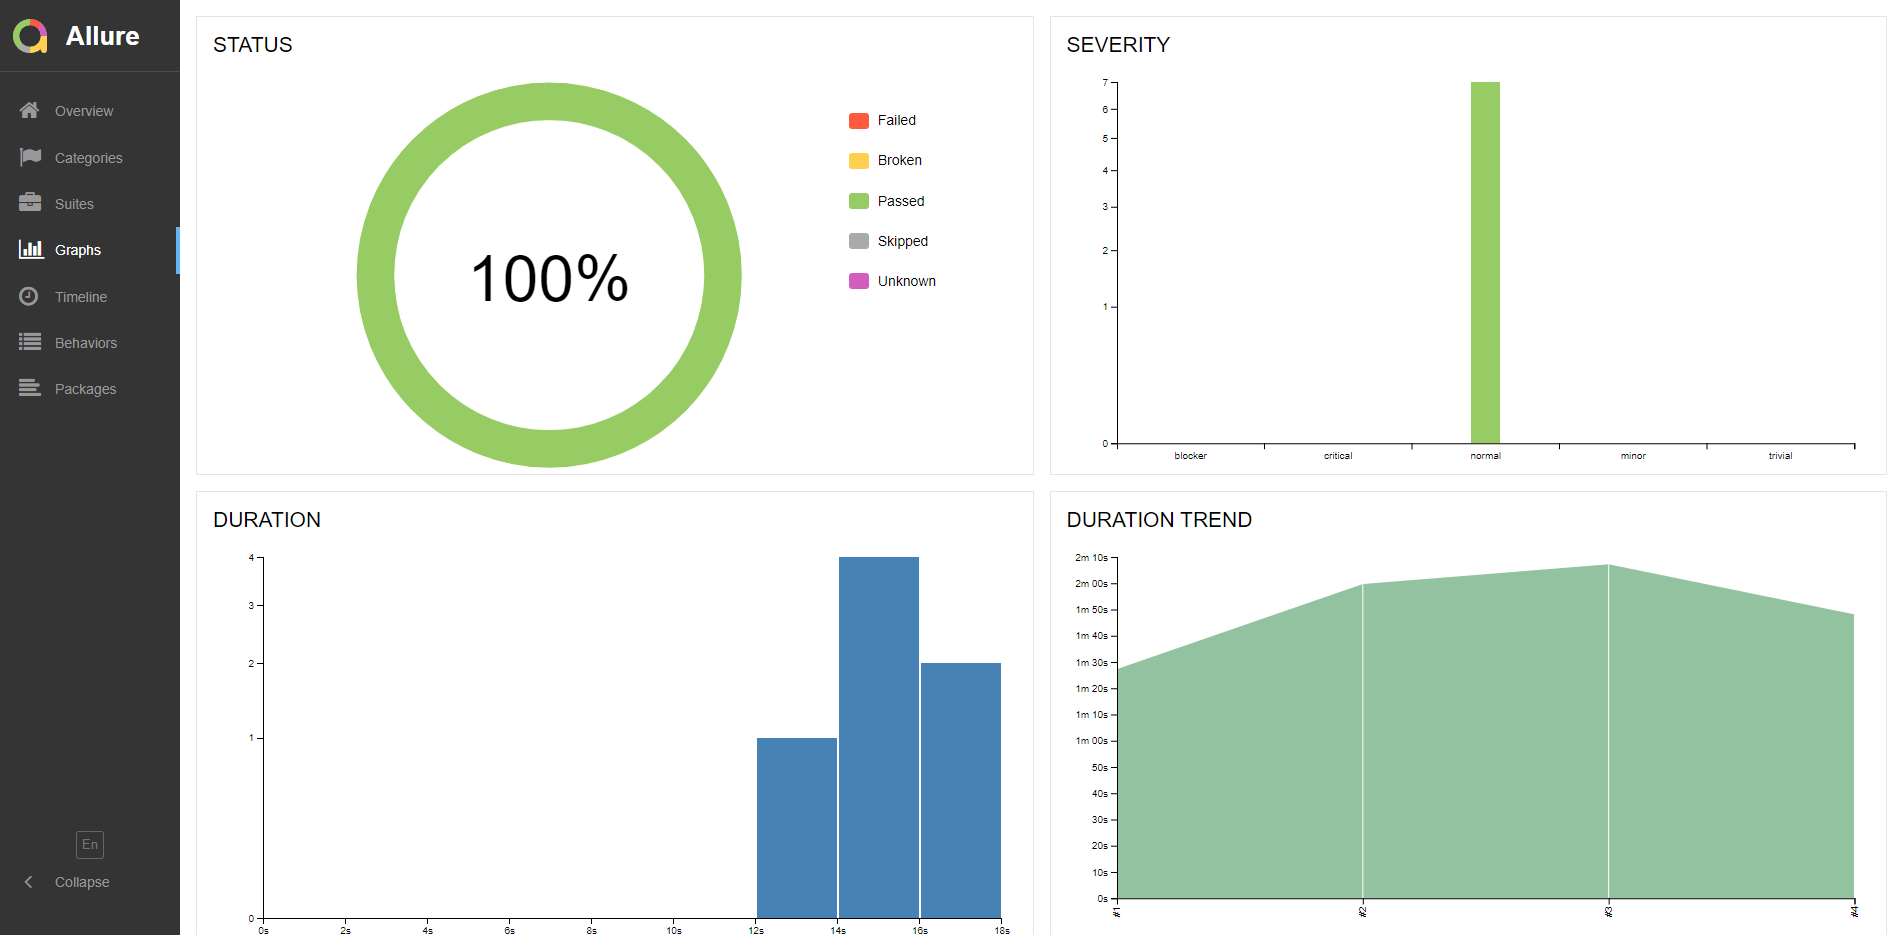 Allure
Overview
Categories
Suites
Graphs
Timeline
Behaviors
Packages
En
Collapse
STATUS
100%
Failed
Broken
Passed
Skipped
Unknown
SEVERITY
7
6
5
4
3
2
1
0
blocker critical normal minor trivial
DURATION
4
3
2
1
0
0s 2s 4s 6s 8s 10s 12s 14s 16s 18s
DURATION TREND
2m 10s
2m 00s
1m 50s
1m 40s
1m 30s
1m 20s
1m 10s
1m 00s
50s
40s
30s
20s
10s
0s
#1 #2 #3 #4